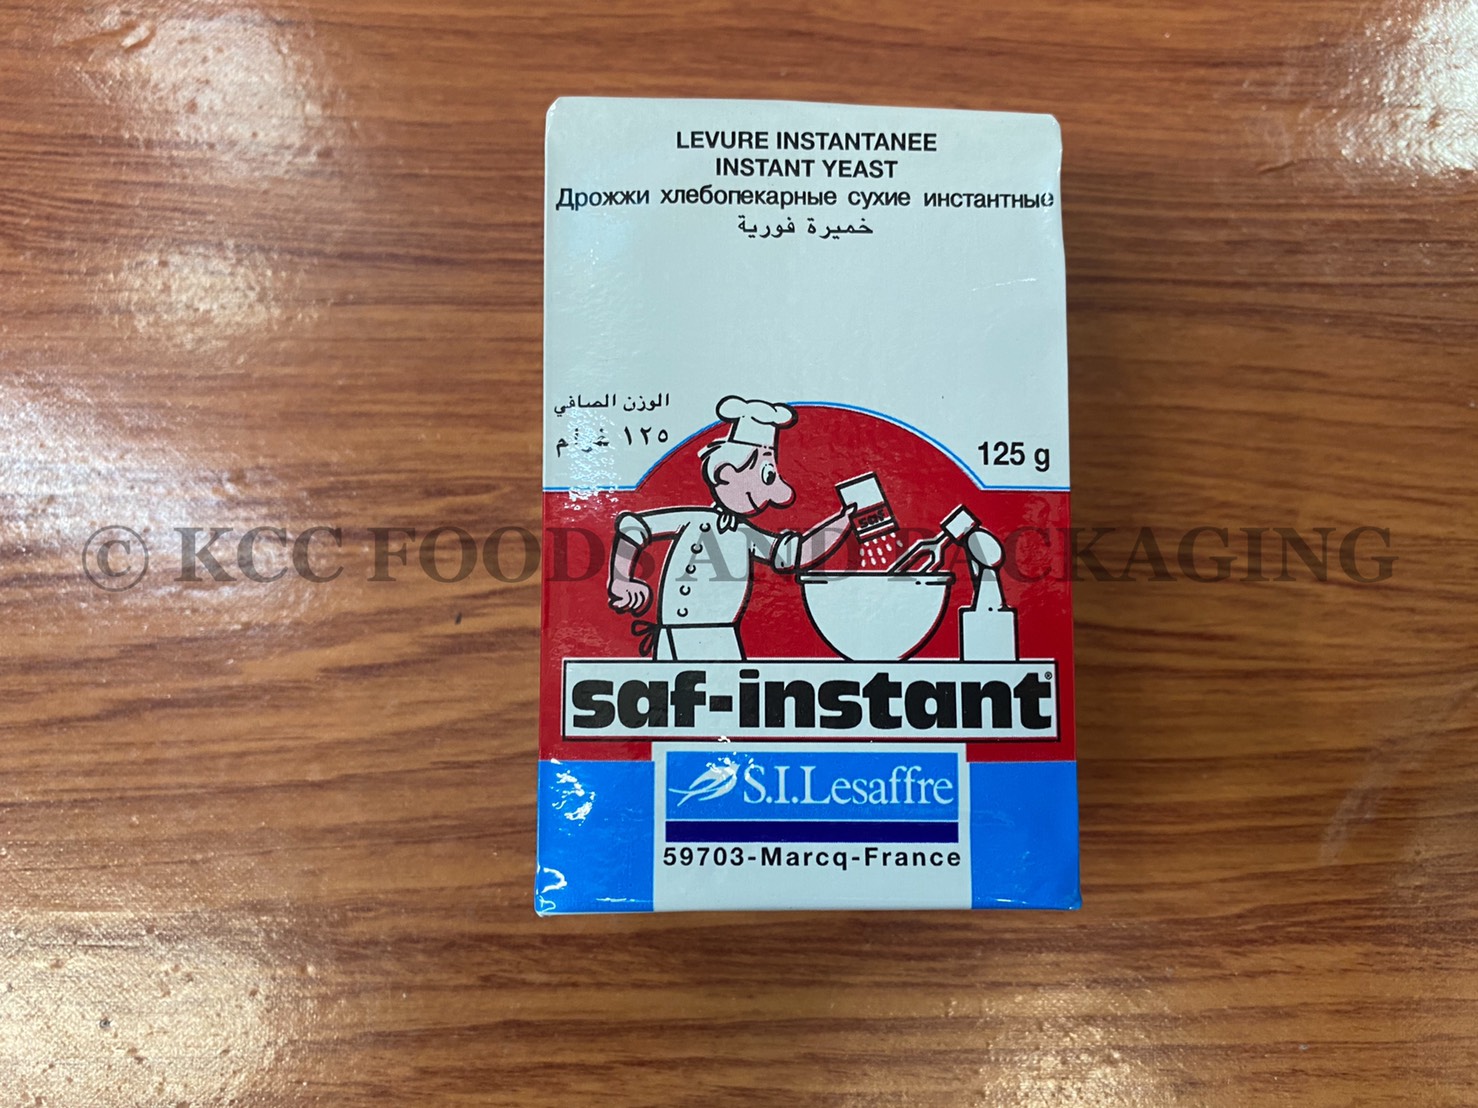 LEVURE INSTANTANEE
INSTANT YEAST
Дрожжи хлебопекарные сухие инстантные
خميرة فورية
الوزن الصافي
١٢٥ غرام
125 g
saf
© KCC FOODS AND PACKAGING
saf-instant®
S.I.Lesaffre
59703-Marcq-France